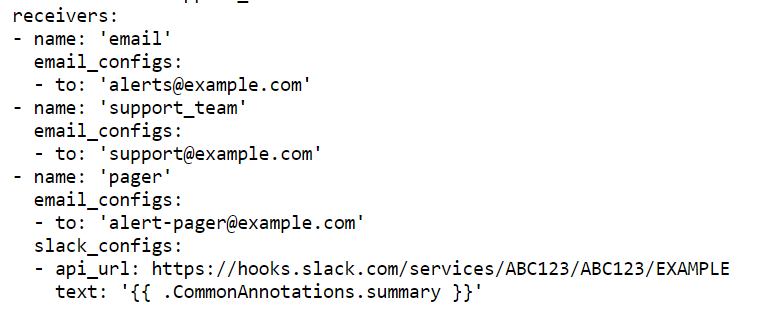 receivers:
- name: 'email'
  email_configs:
  - to: 'alerts@example.com'
- name: 'support_team'
  email_configs:
  - to: 'support@example.com'
- name: 'pager'
  email_configs:
  - to: 'alert-pager@example.com'
  slack_configs:
  - api_url: https://hooks.slack.com/services/ABC123/ABC123/EXAMPLE
    text: '{{ .CommonAnnotations.summary }}'